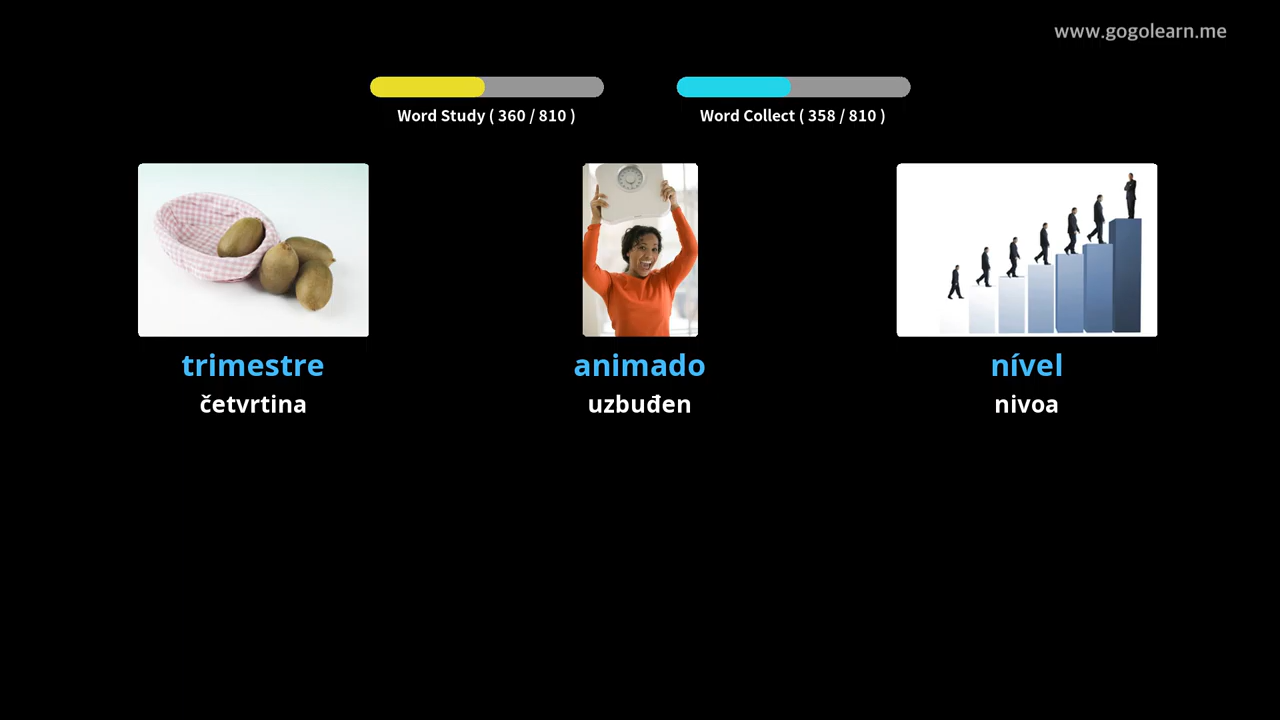 www.gogolearn.me
Word Study ( 360 / 810 )
Word Collect ( 358 / 810 )
trimestre
četvrtina
animado
uzbuđen
nível
nivoa